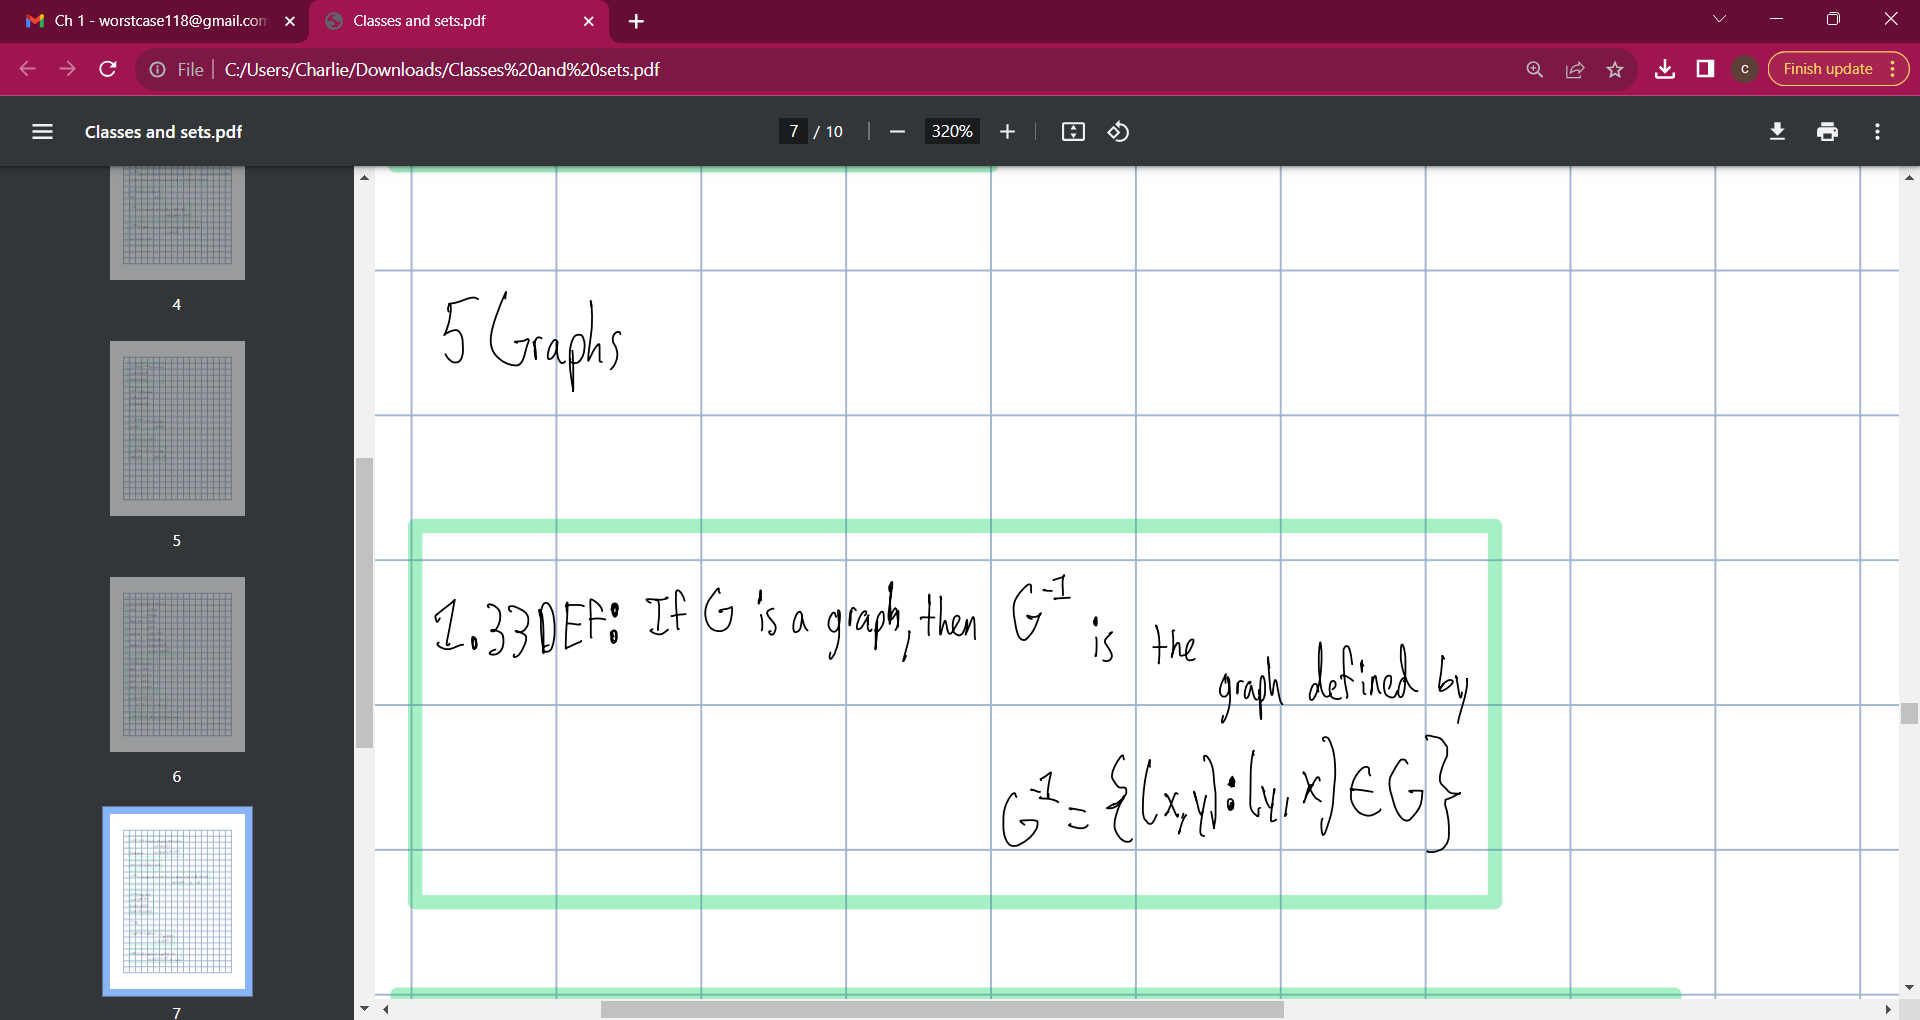 Ch 1 - worstcase118@gmail.com
Classes and sets.pdf
File
C:/Users/Charlie/Downloads/Classes%20and%20sets.pdf
C
Finish update
Classes and sets.pdf
7 / 10
320%
4
5
6
7
5 Graphs
1.33 DEF: If G is a graph, then G⁻¹ is the
graph defined by
G⁻¹ = {(x,y):(y,x)∈G}